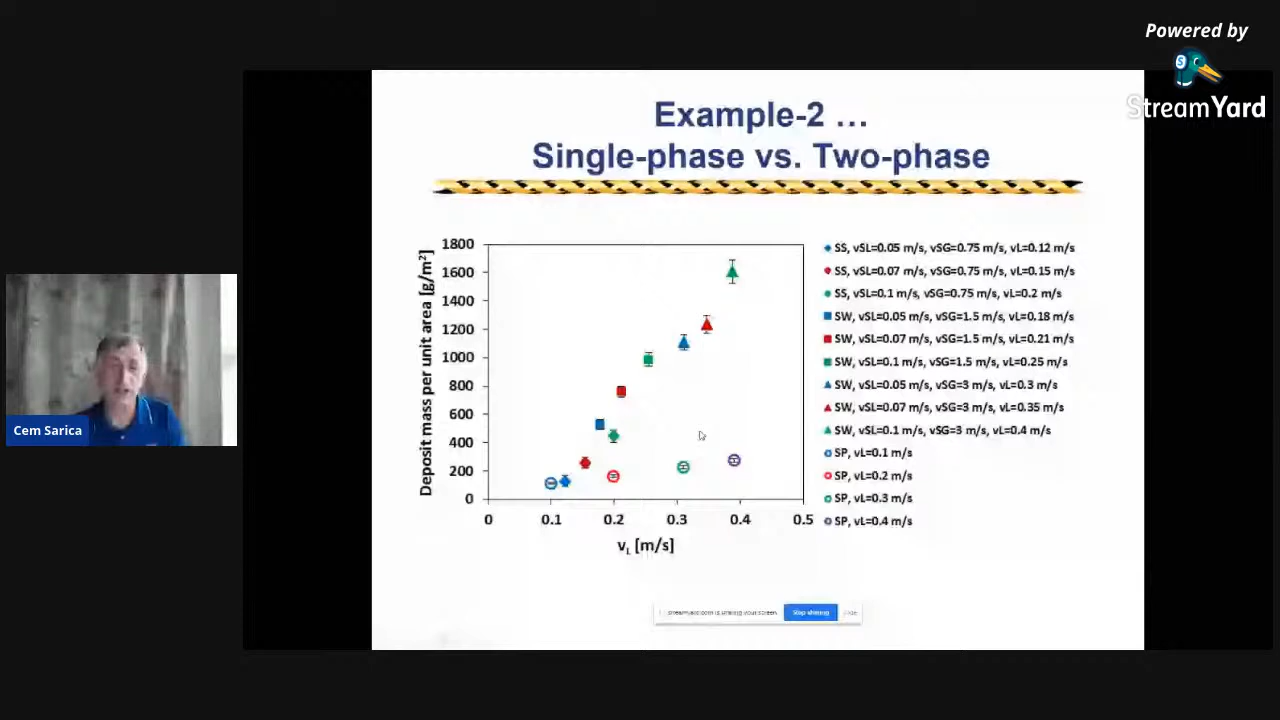 Powered by
StreamYard
Example-2 ...
Single-phase vs. Two-phase
Deposit mass per unit area [g/m²]
1800
1600
1400
1200
1000
800
600
400
200
0
0 0.1 0.2 0.3 0.4 0.5
vL [m/s]
SS, vSL=0.05 m/s, vSG=0.75 m/s, vL=0.12 m/s
SS, vSL=0.07 m/s, vSG=0.75 m/s, vL=0.15 m/s
SS, vSL=0.1 m/s, vSG=0.75 m/s, vL=0.2 m/s
SW, vSL=0.05 m/s, vSG=1.5 m/s, vL=0.18 m/s
SW, vSL=0.07 m/s, vSG=1.5 m/s, vL=0.21 m/s
SW, vSL=0.1 m/s, vSG=1.5 m/s, vL=0.25 m/s
SW, vSL=0.05 m/s, vSG=3 m/s, vL=0.3 m/s
SW, vSL=0.07 m/s, vSG=3 m/s, vL=0.35 m/s
SW, vSL=0.1 m/s, vSG=3 m/s, vL=0.4 m/s
SP, vL=0.1 m/s
SP, vL=0.2 m/s
SP, vL=0.3 m/s
SP, vL=0.4 m/s
Cem Sarica
streamyard.com is sharing your screen.
Stop sharing
Hide